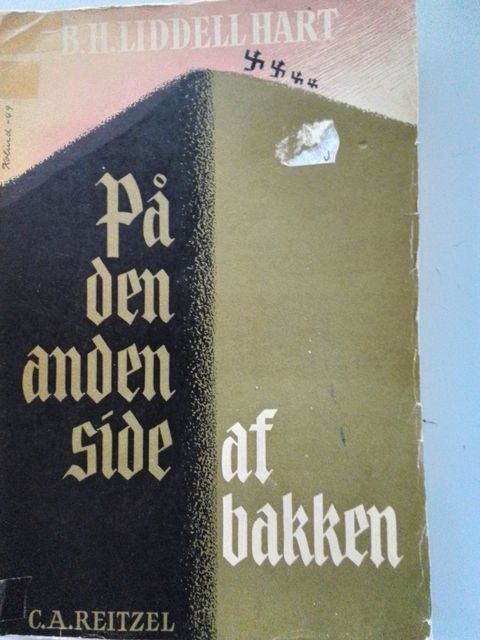 B.H. LIDDELL HART
På
den
anden
side
af
bakken
C.A. REITZEL